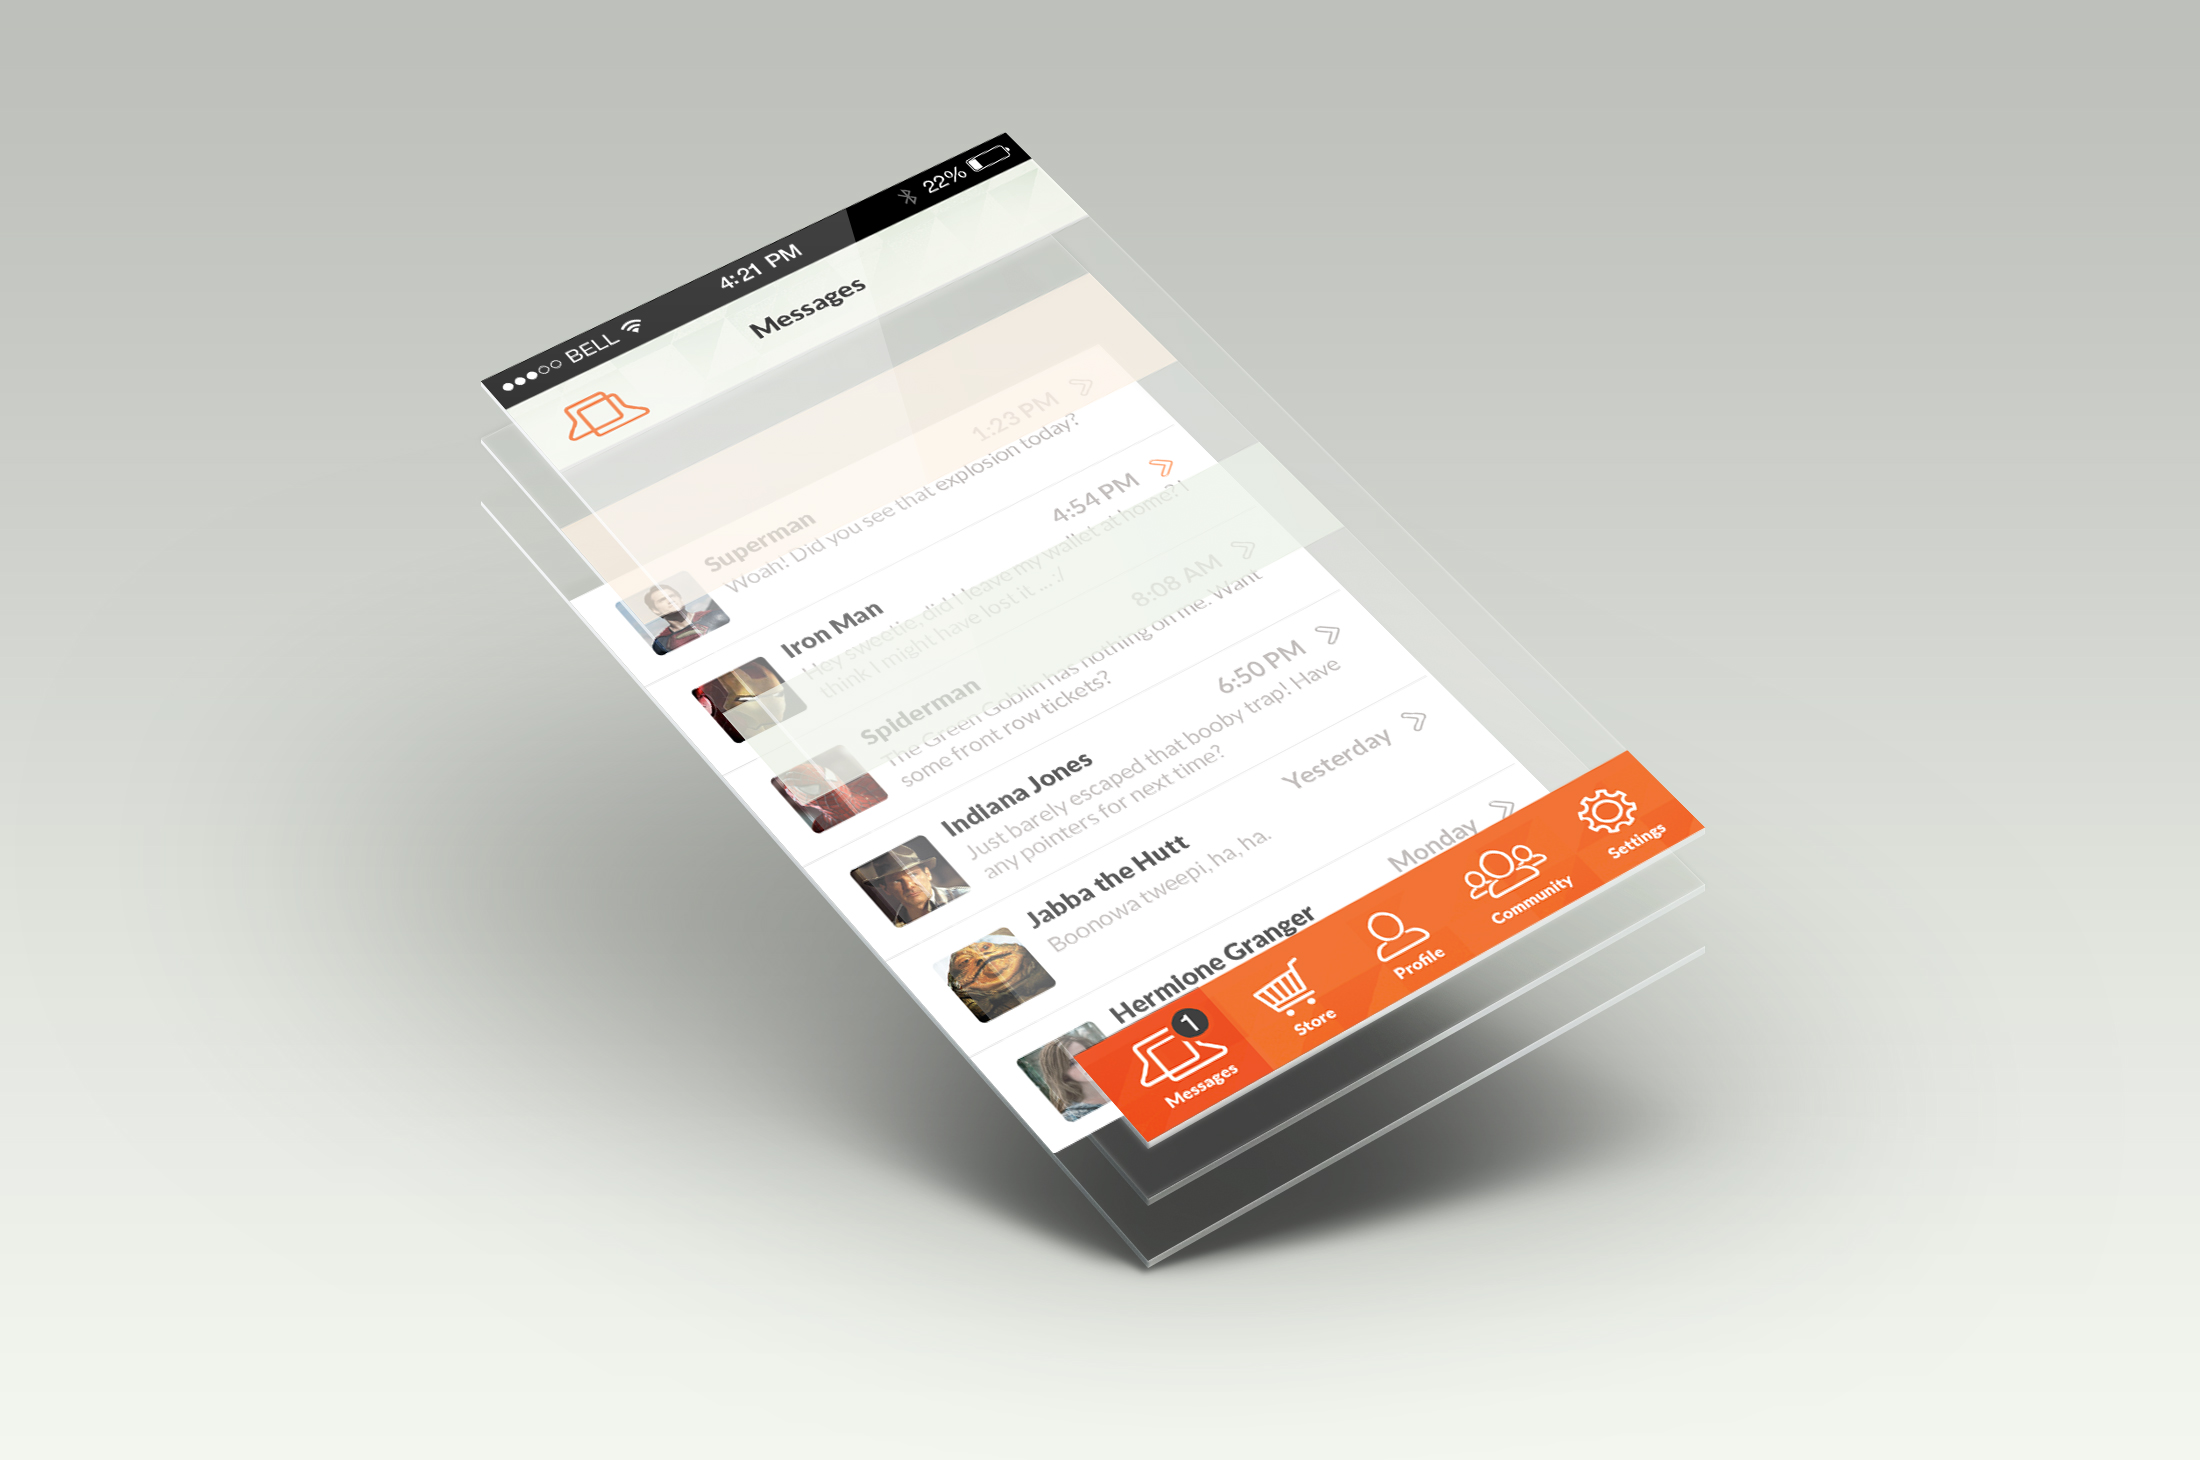 BELL
4:21 PM
22%
Messages
Superman
1:23 PM
Woah! Did you see that explosion today?
Iron Man
4:54 PM
Hey sweetie, did I leave my wallet at home? I
think I might have lost it ... :/
Spiderman
8:08 AM
The Green Goblin has nothing on me. Want
some front row tickets?
Indiana Jones
6:50 PM
Just barely escaped that booby trap! Have
any pointers for next time?
Jabba the Hutt
Yesterday
Boonowa tweepi, ha, ha.
Hermione Granger
Monday
1
Messages
Store
Profile
Community
Settings